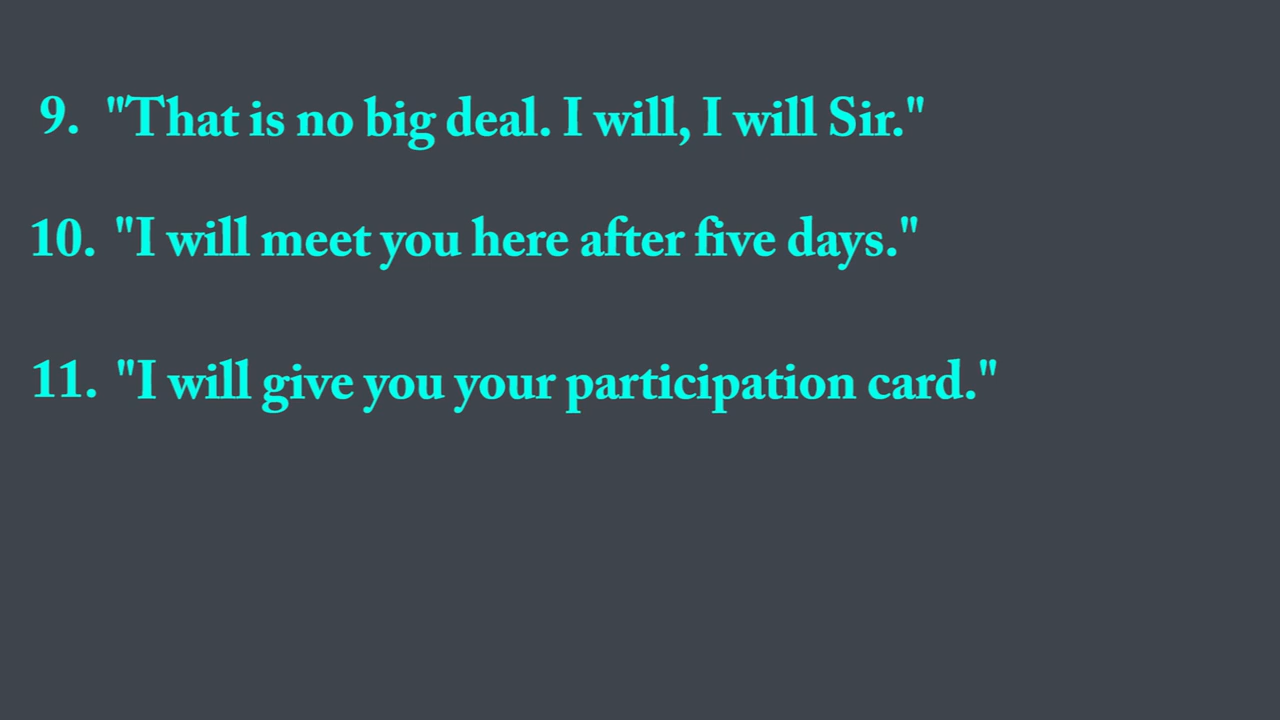 9. "That is no big deal. I will, I will Sir."
10. "I will meet you here after five days."
11. "I will give you your participation card."